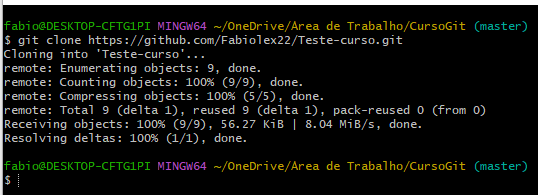 fabio@DESKTOP-CFTG1PI MINGW64 ~/OneDrive/Área de Trabalho/CursoGit (master)
$ git clone https://github.com/Fabiolex22/Teste-curso.git
Cloning into 'Teste-curso'...
remote: Enumerating objects: 9, done.
remote: Counting objects: 100% (9/9), done.
remote: Compressing objects: 100% (5/5), done.
remote: Total 9 (delta 1), reused 9 (delta 1), pack-reused 0 (from 0)
Receiving objects: 100% (9/9), 56.27 KiB | 8.04 MiB/s, done.
Resolving deltas: 100% (1/1), done.
fabio@DESKTOP-CFTG1PI MINGW64 ~/OneDrive/Área de Trabalho/CursoGit (master)
$